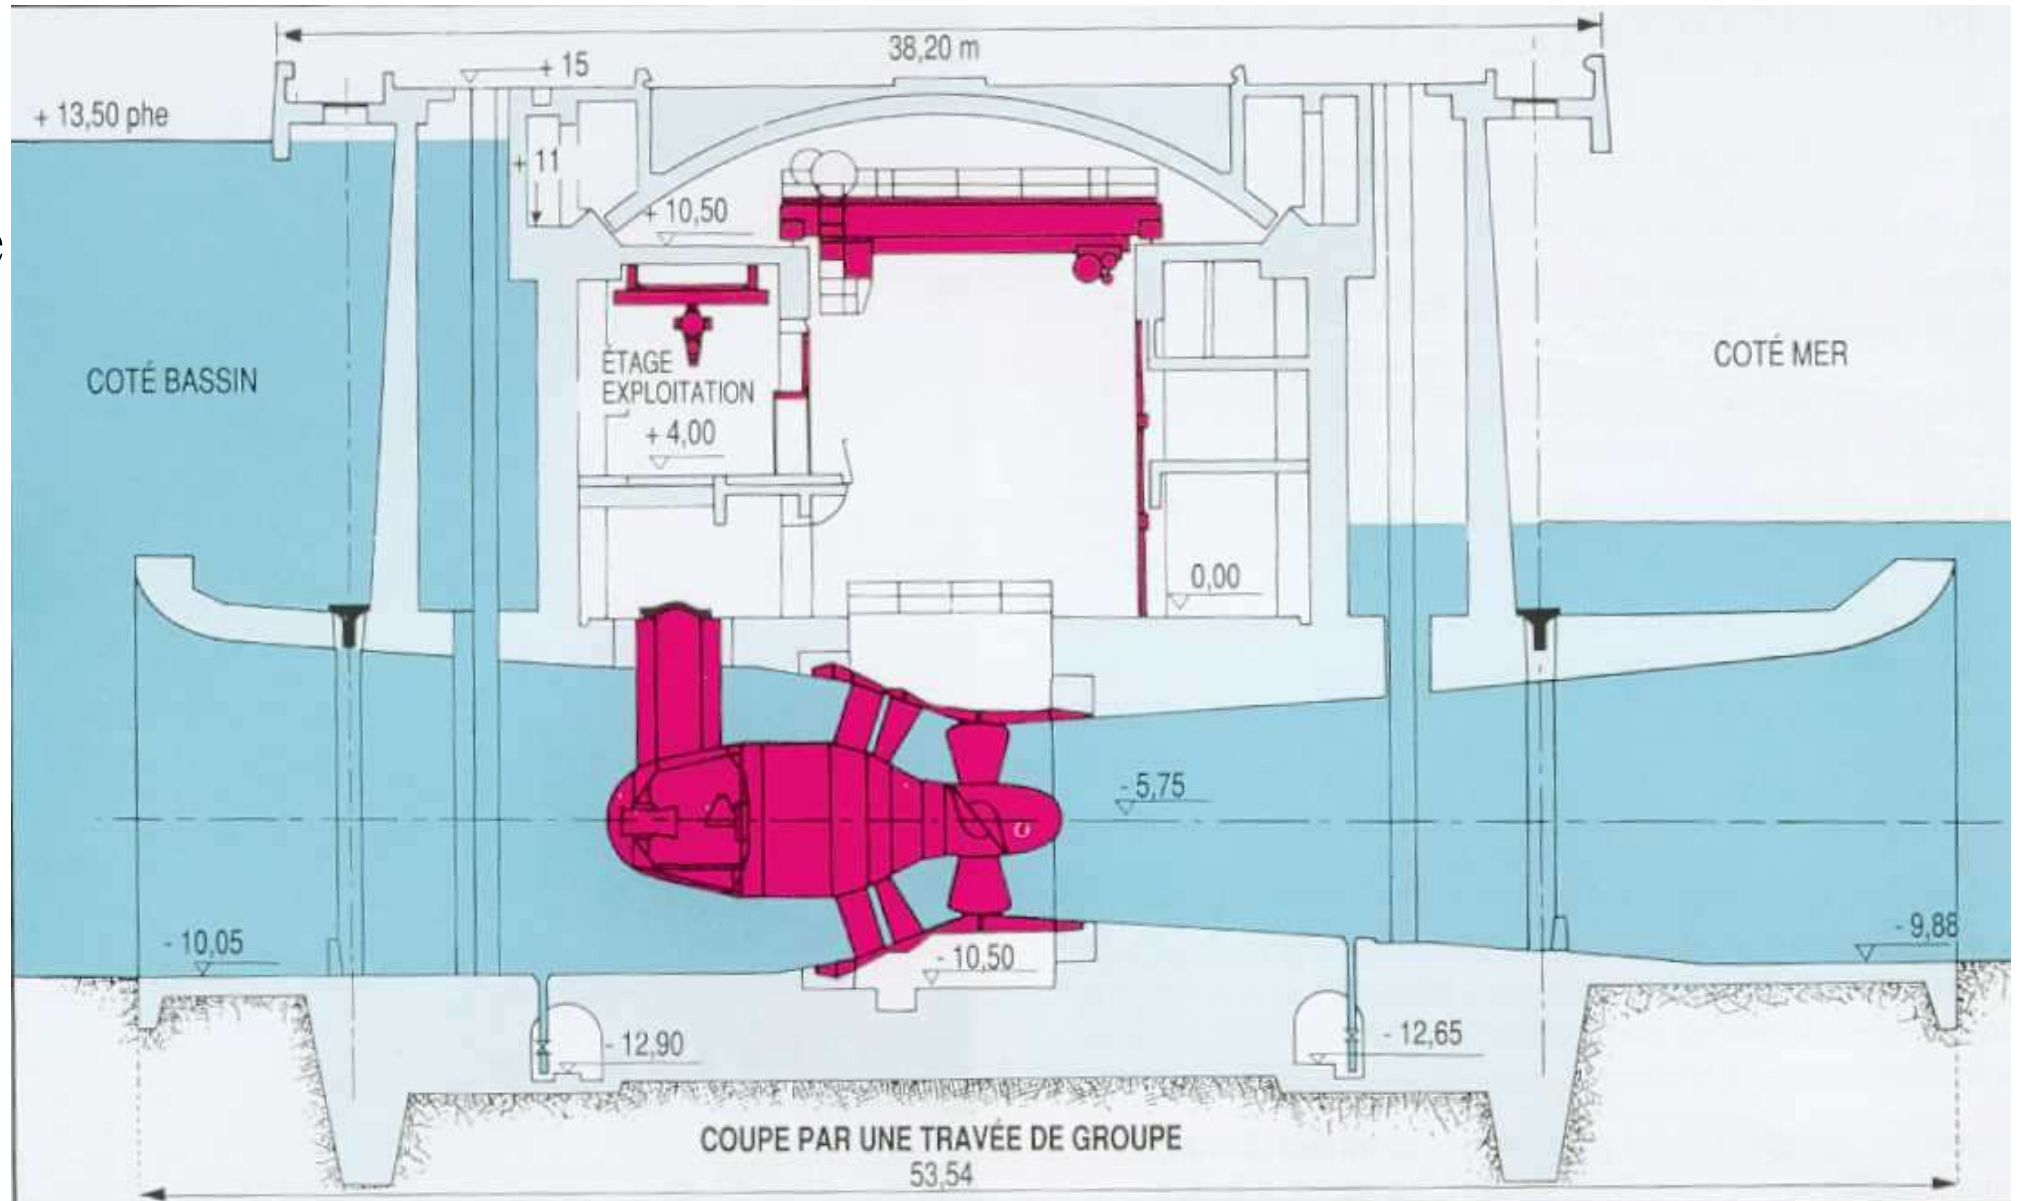 38,20 m
+ 15
+ 13,50 phe
+ 11
+ 10,50
COTÉ BASSIN
ÉTAGE
EXPLOITATION
+ 4,00
COTÉ MER
0,00
- 5,75
- 10,05
- 10,50
- 9,88
- 12,90
- 12,65
COUPE PAR UNE TRAVÉE DE GROUPE
53,54